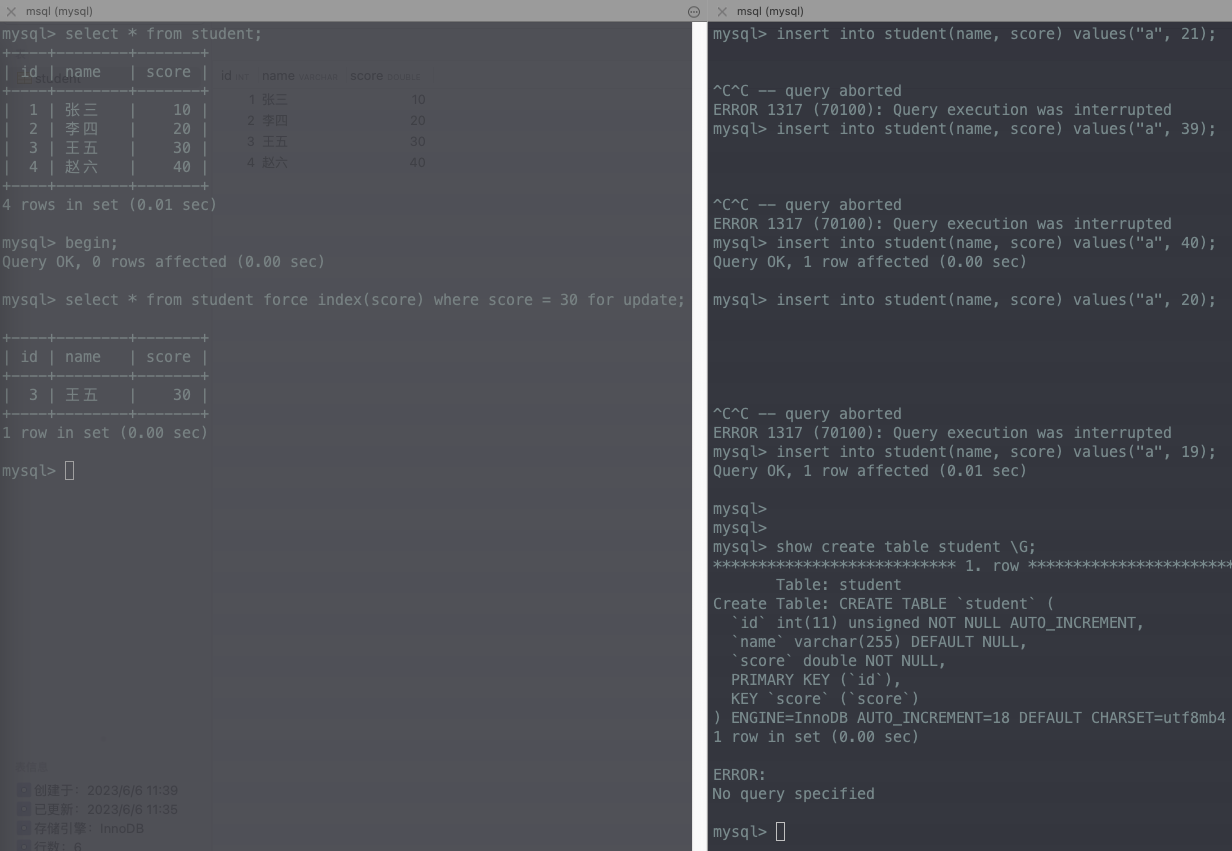 msql (mysql)
mysql> select * from student;
+----+--------+-------+
| id | name   | score |
+----+--------+-------+
|  1 | 张三   |    10 |
|  2 | 李四   |    20 |
|  3 | 王五   |    30 |
|  4 | 赵六   |    40 |
+----+--------+-------+
4 rows in set (0.01 sec)
mysql> begin;
Query OK, 0 rows affected (0.00 sec)
mysql> select * from student force index(score) where score = 30 for update;
+----+--------+-------+
| id | name   | score |
+----+--------+-------+
|  3 | 王五   |    30 |
+----+--------+-------+
1 row in set (0.00 sec)
mysql>
student
id INT name VARCHAR score DOUBLE
1 张三 10
2 李四 20
3 王五 30
4 赵六 40
创建于：2023/6/6 11:39
已更新：2023/6/6 11:35
存储引擎：InnoDB
行数：6
msql (mysql)
mysql> insert into student(name, score) values("a", 21);
^C^C -- query aborted
ERROR 1317 (70100): Query execution was interrupted
mysql> insert into student(name, score) values("a", 39);
^C^C -- query aborted
ERROR 1317 (70100): Query execution was interrupted
mysql> insert into student(name, score) values("a", 40);
Query OK, 1 row affected (0.00 sec)
mysql> insert into student(name, score) values("a", 20);
^C^C -- query aborted
ERROR 1317 (70100): Query execution was interrupted
mysql> insert into student(name, score) values("a", 19);
Query OK, 1 row affected (0.01 sec)
mysql>
mysql>
mysql> show create table student \G;
*************************** 1. row ***********************
Table: student
Create Table: CREATE TABLE `student` (
`id` int(11) unsigned NOT NULL AUTO_INCREMENT,
`name` varchar(255) DEFAULT NULL,
`score` double NOT NULL,
PRIMARY KEY (`id`),
KEY `score` (`score`)
) ENGINE=InnoDB AUTO_INCREMENT=18 DEFAULT CHARSET=utf8mb4
1 row in set (0.00 sec)
ERROR:
No query specified
mysql>